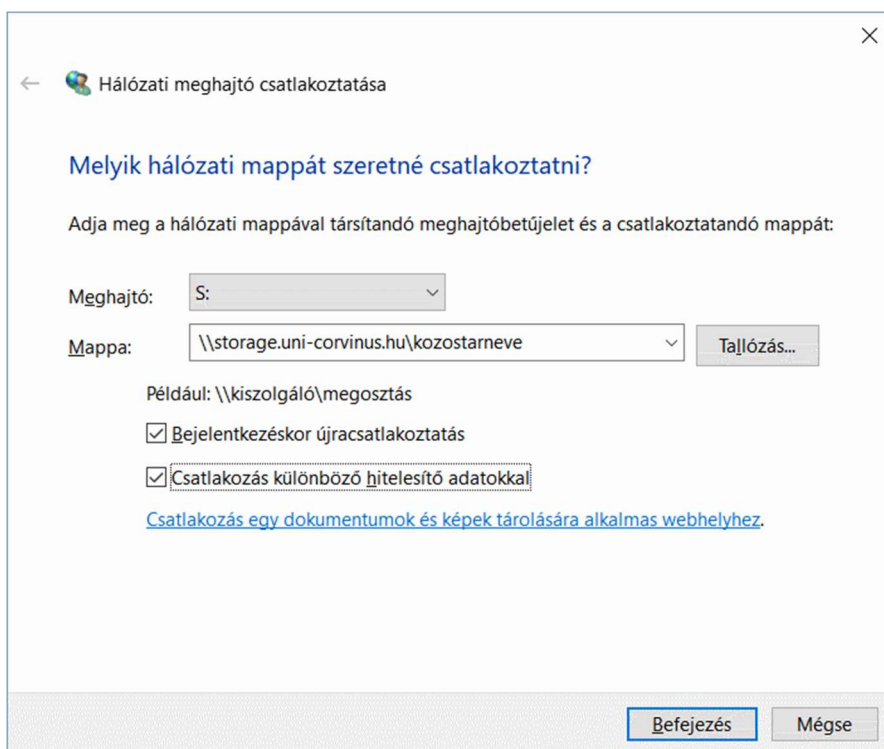 Hálózati meghajtó csatlakoztatása
Melyik hálózati mappát szeretné csatlakoztatni?
Adja meg a hálózati mappával társítandó meghajtóbetűjelet és a csatlakoztatandó mappát:
Meghajtó: S:
Mappa: \\storage.uni-corvinus.hu\kozostarneve Tallózás...
Például: \\kiszolgáló\megosztás
Bejelentkezéskor újracsatlakoztatás
Csatlakozás különböző hitelesítő adatokkal
Csatlakozás egy dokumentumok és képek tárolására alkalmas webhelyhez.
Befejezés Mégse